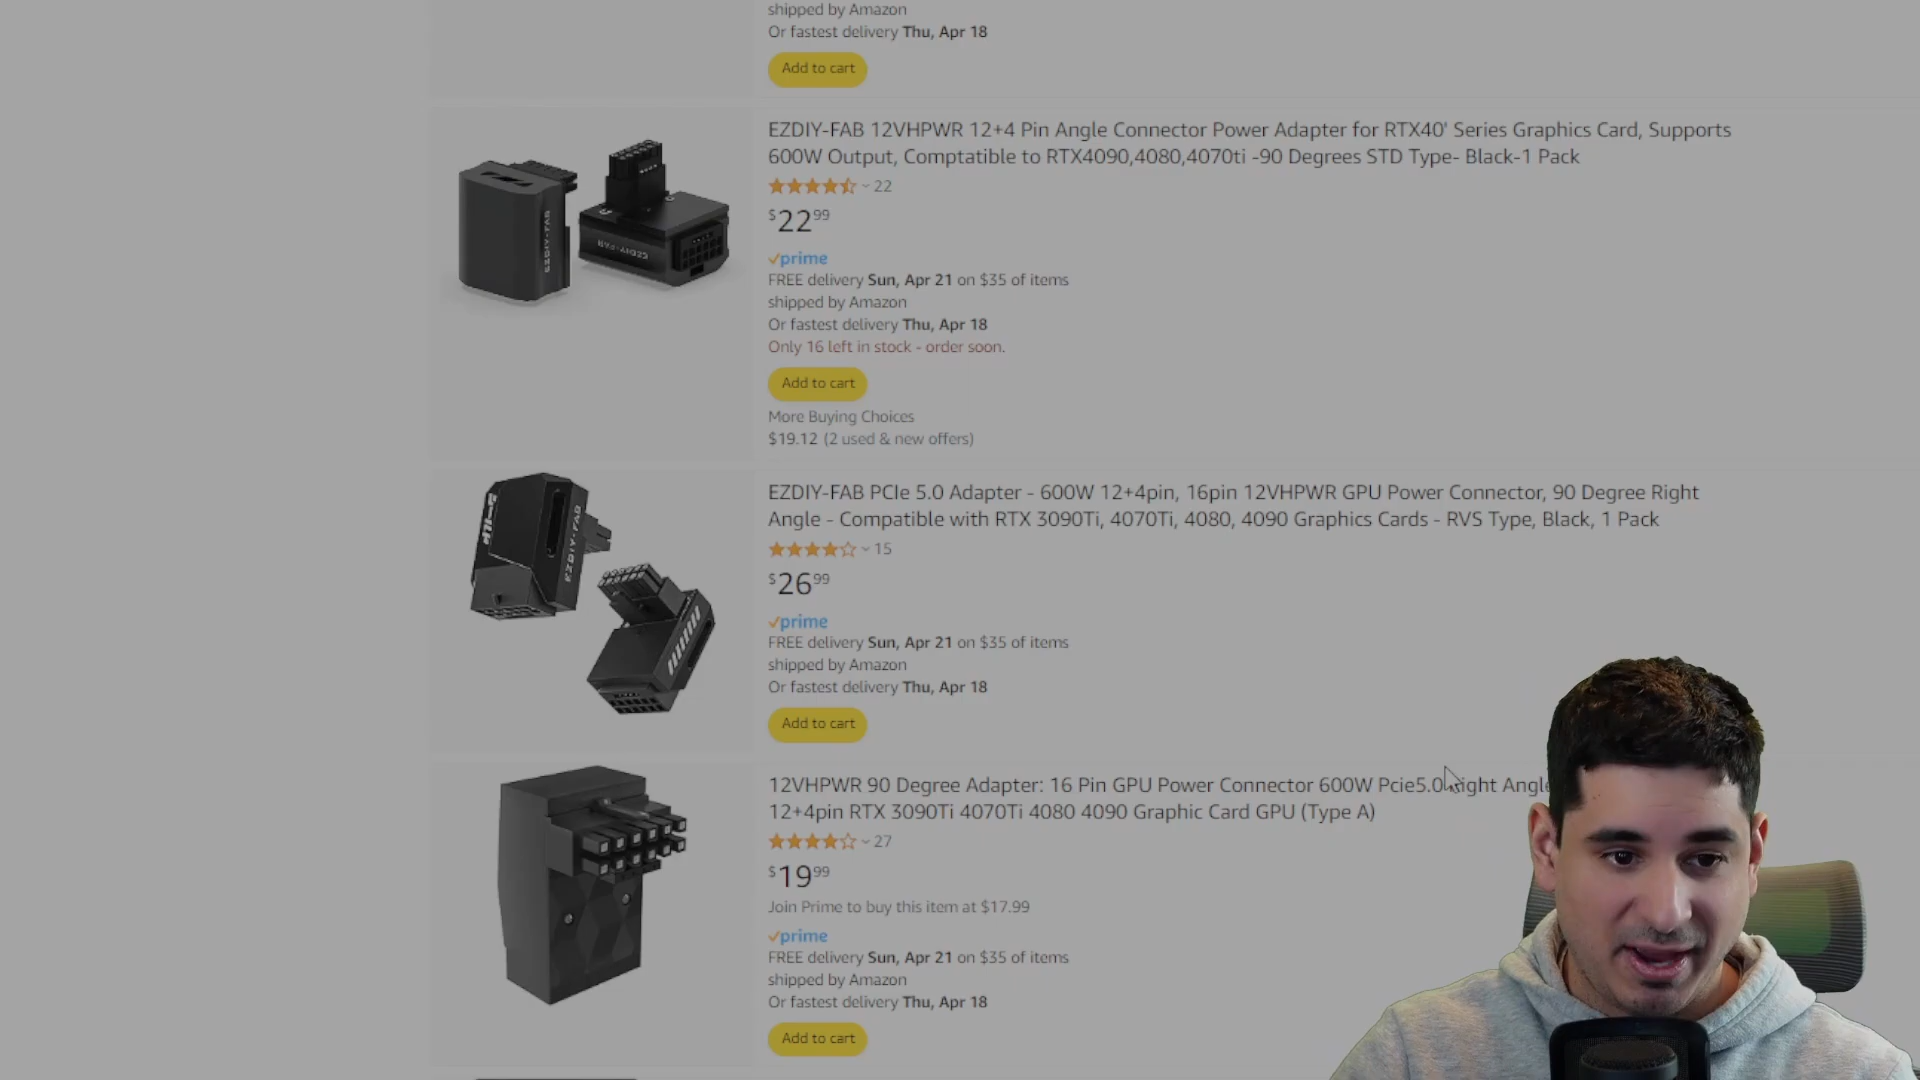 shipped by Amazon
Or fastest delivery Thu, Apr 18
Add to cart
EZDIY-FAB 12VHPWR 12+4 Pin Angle Connector Power Adapter for RTX40' Series Graphics Card, Supports
600W Output, Comptatible to RTX4090,4080,4070ti -90 Degrees STD Type- Black-1 Pack
22
$22.99
prime
FREE delivery Sun, Apr 21 on $35 of items
shipped by Amazon
Or fastest delivery Thu, Apr 18
Only 16 left in stock - order soon.
Add to cart
More Buying Choices
$19.12 (2 used & new offers)
EZDIY-FAB
EZDIY-FAB
EZDIY-FAB PCIe 5.0 Adapter - 600W 12+4pin, 16pin 12VHPWR GPU Power Connector, 90 Degree Right
Angle - Compatible with RTX 3090Ti, 4070Ti, 4080, 4090 Graphics Cards - RVS Type, Black, 1 Pack
15
$26.99
prime
FREE delivery Sun, Apr 21 on $35 of items
shipped by Amazon
Or fastest delivery Thu, Apr 18
Add to cart
EZDIY-FAB
12VHPWR 90 Degree Adapter: 16 Pin GPU Power Connector 600W Pcie5.0 Right Angle
12+4pin RTX 3090Ti 4070Ti 4080 4090 Graphic Card GPU (Type A)
27
$19.99
Join Prime to buy this item at $17.99
prime
FREE delivery Sun, Apr 21 on $35 of items
shipped by Amazon
Or fastest delivery Thu, Apr 18
Add to cart